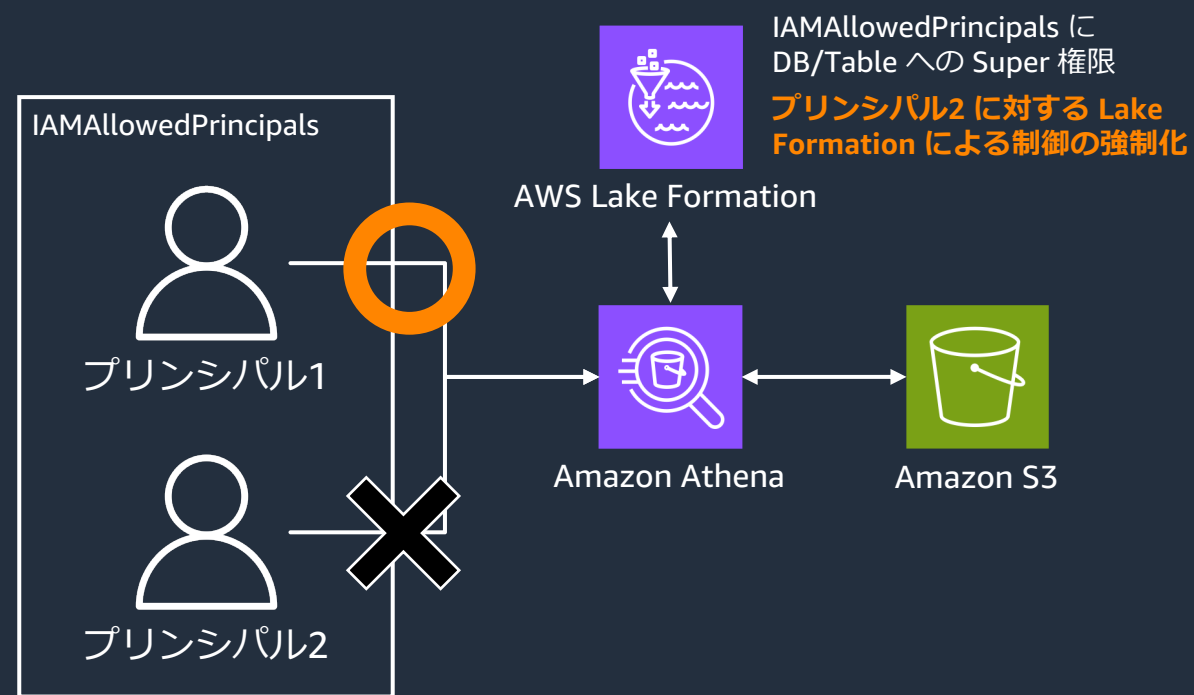 IAMAllowedPrincipals に
DB/Table への Super 権限
プリンシパル2 に対する Lake
Formation による制御の強制化
IAMAllowedPrincipals
AWS Lake Formation
プリンシパル1
Amazon Athena
Amazon S3
プリンシパル2